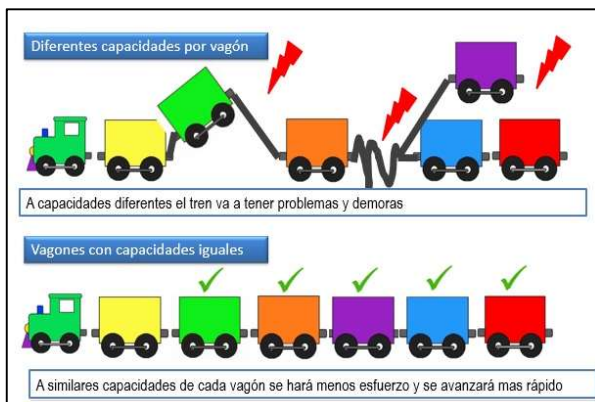 Diferentes capacidades por vagón
A capacidades diferentes el tren va a tener problemas y demoras
Vagones con capacidades iguales
A similares capacidades de cada vagón se hará menos esfuerzo y se avanzará mas rápido